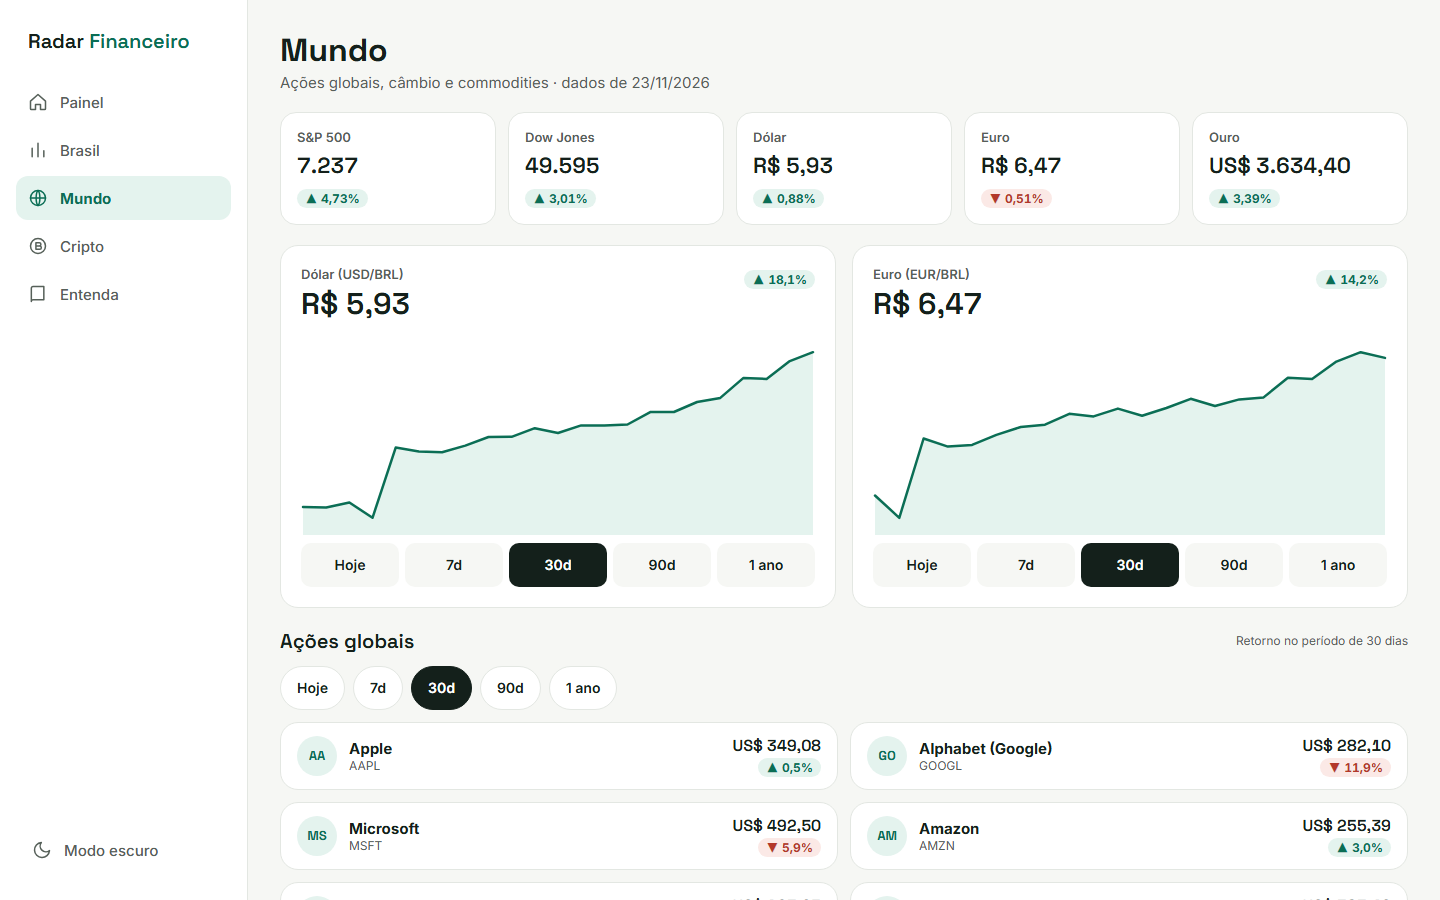 Radar Financeiro
Painel
Brasil
Mundo
Cripto
Entenda
Modo escuro
Mundo
Ações globais, câmbio e commodities · dados de 23/11/2026
S&P 500
7.237
▲ 4,73%
Dow Jones
49.595
▲ 3,01%
Dólar
R$ 5,93
▲ 0,88%
Euro
R$ 6,47
▼ 0,51%
Ouro
US$ 3.634,40
▲ 3,39%
Dólar (USD/BRL)
R$ 5,93
▲ 18,1%
Hoje 7d 30d 90d 1 ano
Euro (EUR/BRL)
R$ 6,47
▲ 14,2%
Hoje 7d 30d 90d 1 ano
Ações globais
Retorno no período de 30 dias
Hoje 7d 30d 90d 1 ano
AA
Apple
AAPL
US$ 349,08
▲ 0,5%
GO
Alphabet (Google)
GOOGL
US$ 282,10
▼ 11,9%
MS
Microsoft
MSFT
US$ 492,50
▼ 5,9%
AM
Amazon
AMZN
US$ 255,39
▲ 3,0%